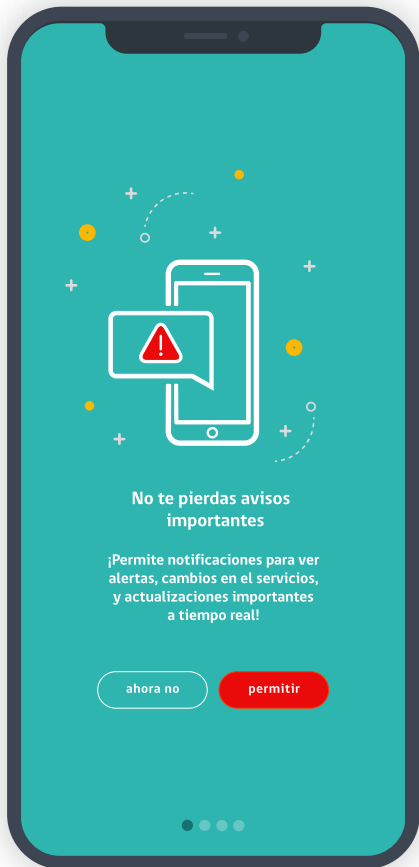 No te pierdas avisos
importantes
¡Permite notificaciones para ver
alertas, cambios en el servicios,
y actualizaciones importantes
a tiempo real!
ahora no
permitir